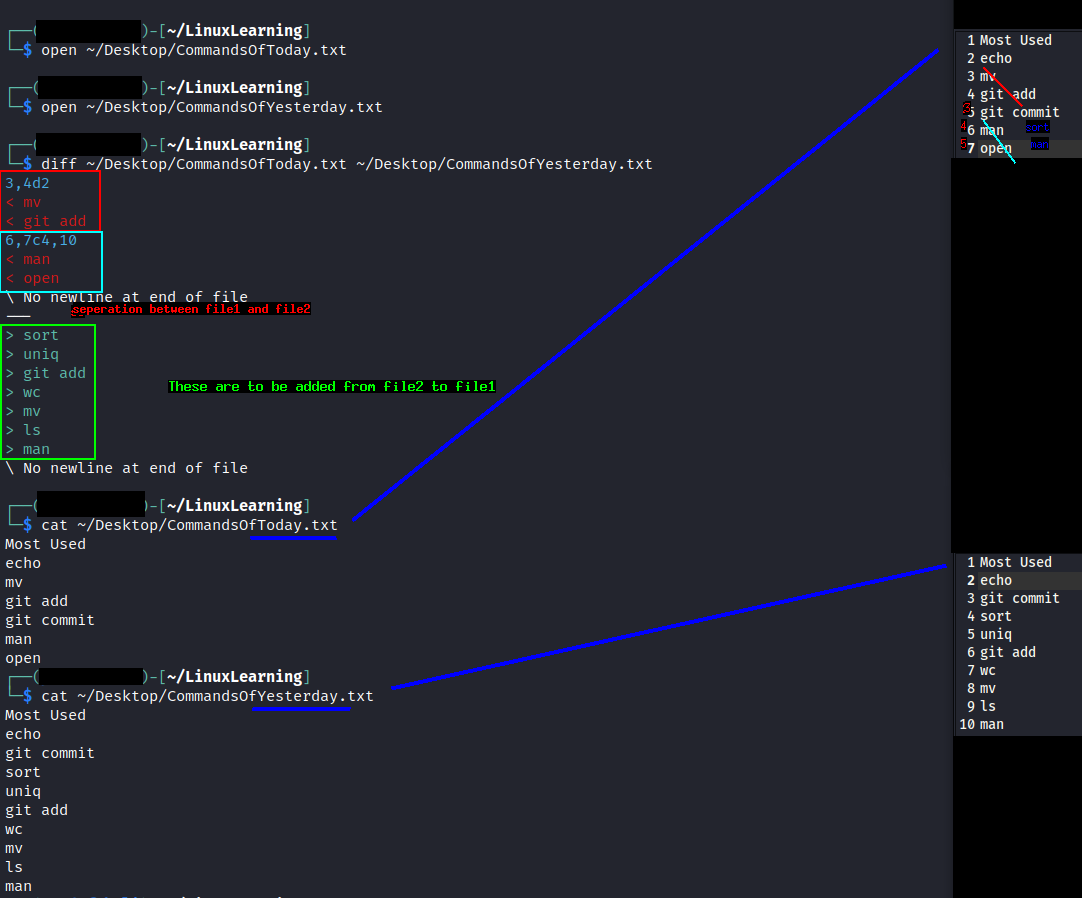 ┌──( )-[~/LinuxLearning]
└─$ open ~/Desktop/CommandsOfToday.txt
┌──( )-[~/LinuxLearning]
└─$ open ~/Desktop/CommandsOfYesterday.txt
┌──( )-[~/LinuxLearning]
└─$ diff ~/Desktop/CommandsOfToday.txt ~/Desktop/CommandsOfYesterday.txt
3,4d2
< mv
< git add
6,7c4,10
< man
< open
\ No newline at end of file
---
seperation between file1 and file2
> sort
> uniq
> git add
These are to be added from file2 to file1
> wc
> mv
> ls
> man
\ No newline at end of file
┌──( )-[~/LinuxLearning]
└─$ cat ~/Desktop/CommandsOfToday.txt
Most Used
echo
mv
git add
git commit
man
open
┌──( )-[~/LinuxLearning]
└─$ cat ~/Desktop/CommandsOfYesterday.txt
Most Used
echo
git commit
sort
uniq
git add
wc
mv
ls
man
1 Most Used
2 echo
3 mv
4 git add
3 5 git commit
4 6 man sort
5 7 open man
1 Most Used
2 echo
3 git commit
4 sort
5 uniq
6 git add
7 wc
8 mv
9 ls
10 man